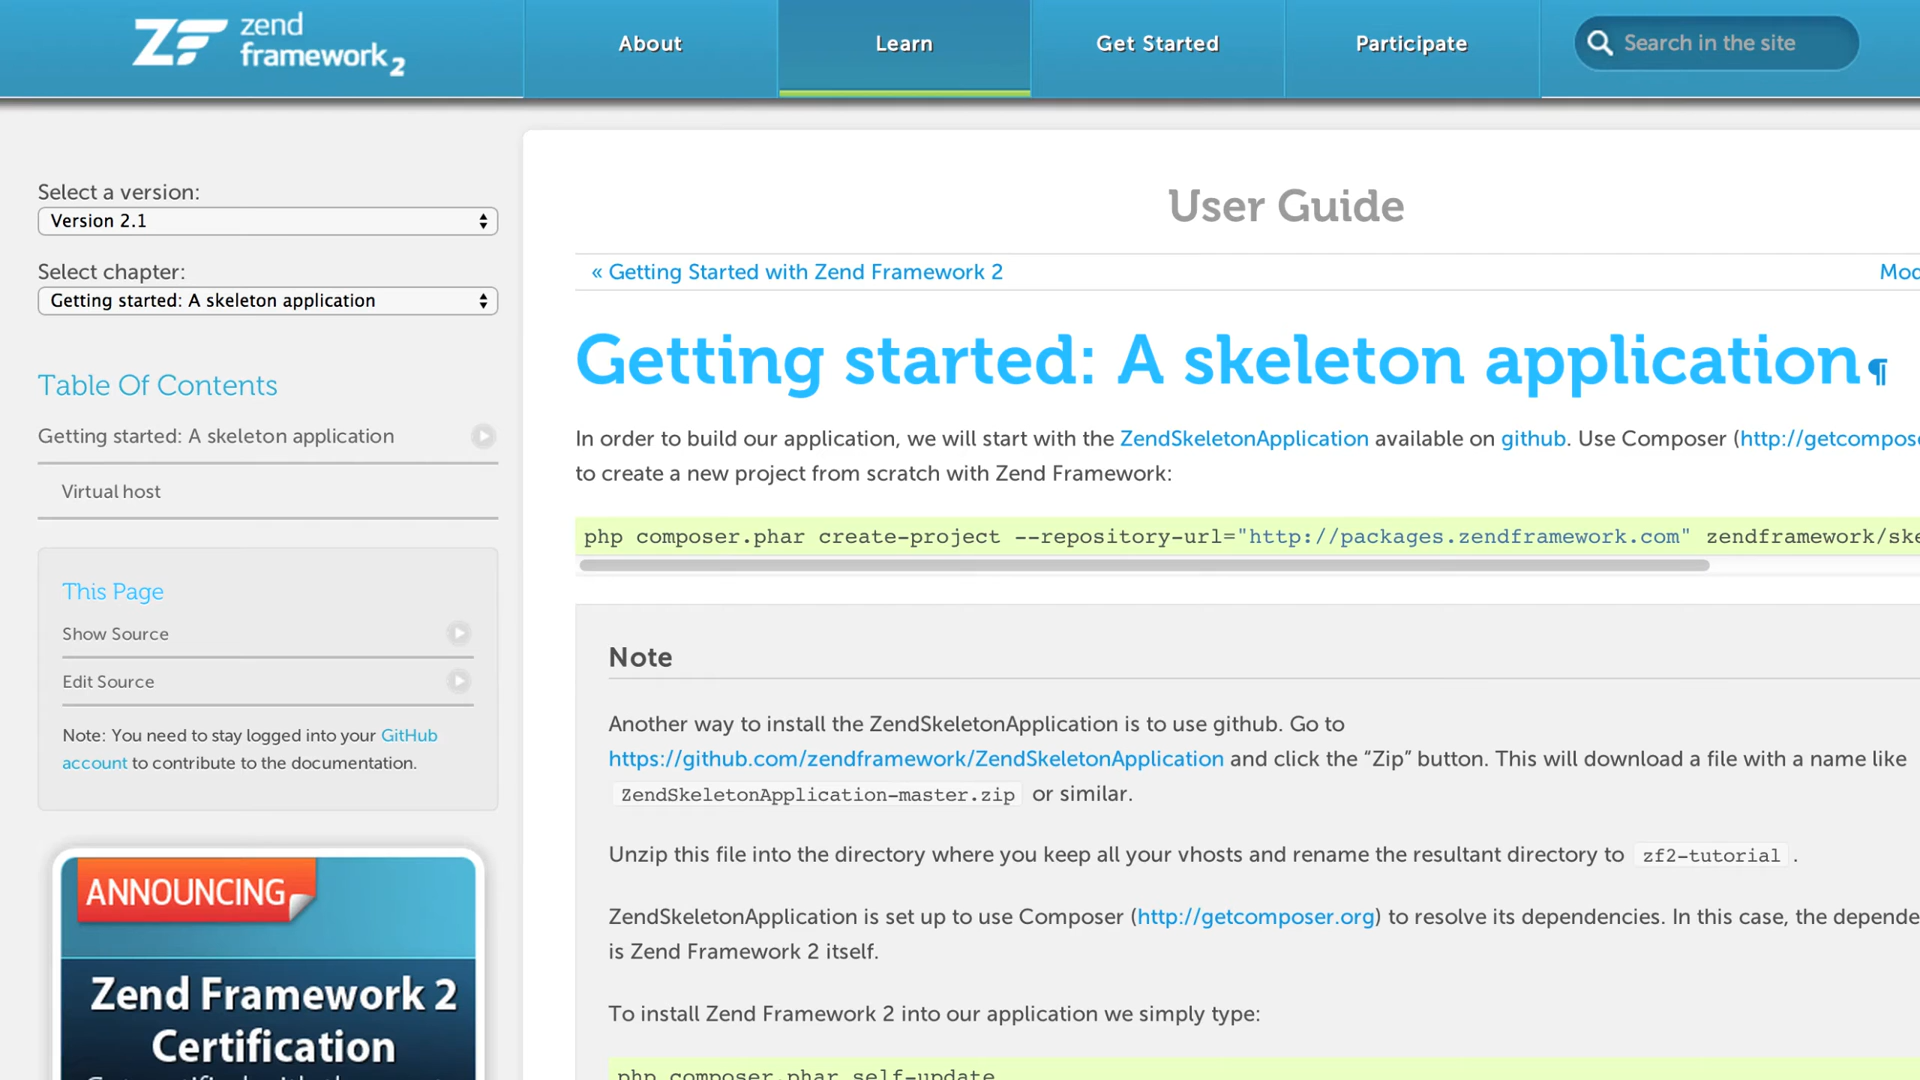 zend
framework 2
About
Learn
Get Started
Participate
Search in the site
Select a version:
Version 2.1
Select chapter:
Getting started: A skeleton application
Table Of Contents
Getting started: A skeleton application
Virtual host
This Page
Show Source
Edit Source
Note: You need to stay logged into your GitHub
account to contribute to the documentation.
ANNOUNCING
Zend Framework 2
Certification
User Guide
« Getting Started with Zend Framework 2
Getting started: A skeleton application¶
In order to build our application, we will start with the ZendSkeletonApplication available on github. Use Composer (http://getcompos
to create a new project from scratch with Zend Framework:
php composer.phar create-project --repository-url="http://packages.zendframework.com" zendframework/ske
Note
Another way to install the ZendSkeletonApplication is to use github. Go to
https://github.com/zendframework/ZendSkeletonApplication and click the “Zip” button. This will download a file with a name like
ZendSkeletonApplication-master.zip or similar.
Unzip this file into the directory where you keep all your vhosts and rename the resultant directory to zf2-tutorial .
ZendSkeletonApplication is set up to use Composer (http://getcomposer.org) to resolve its dependencies. In this case, the depende
is Zend Framework 2 itself.
To install Zend Framework 2 into our application we simply type:
php composer.phar self-update